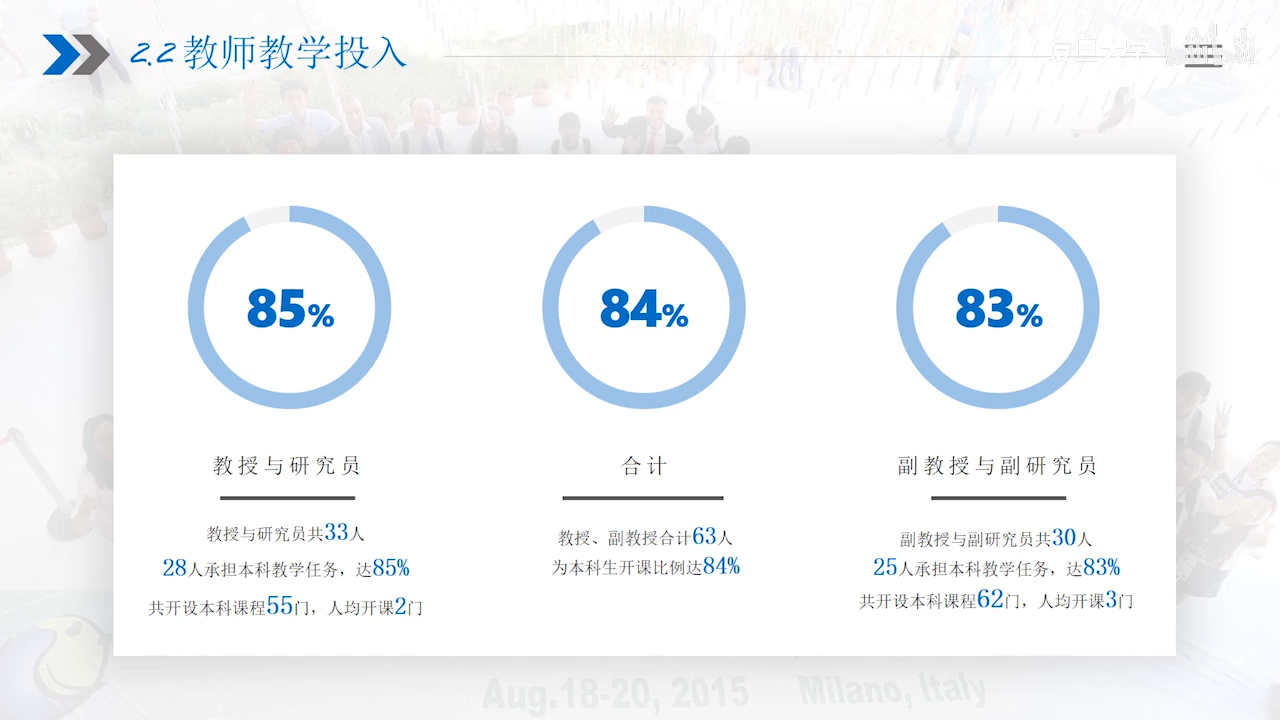 2.2 教师教学投入
复旦大学
85%
84%
83%
教授与研究员
合计
副教授与副研究员
教授与研究员共33人
28人承担本科教学任务，达85%
共开设本科课程55门，人均开课2门
教授、副教授合计63人
为本科生开课比例达84%
副教授与副研究员共30人
25人承担本科教学任务，达83%
共开设本科课程62门，人均开课3门
Aug.18-20, 2015 Milano, Italy